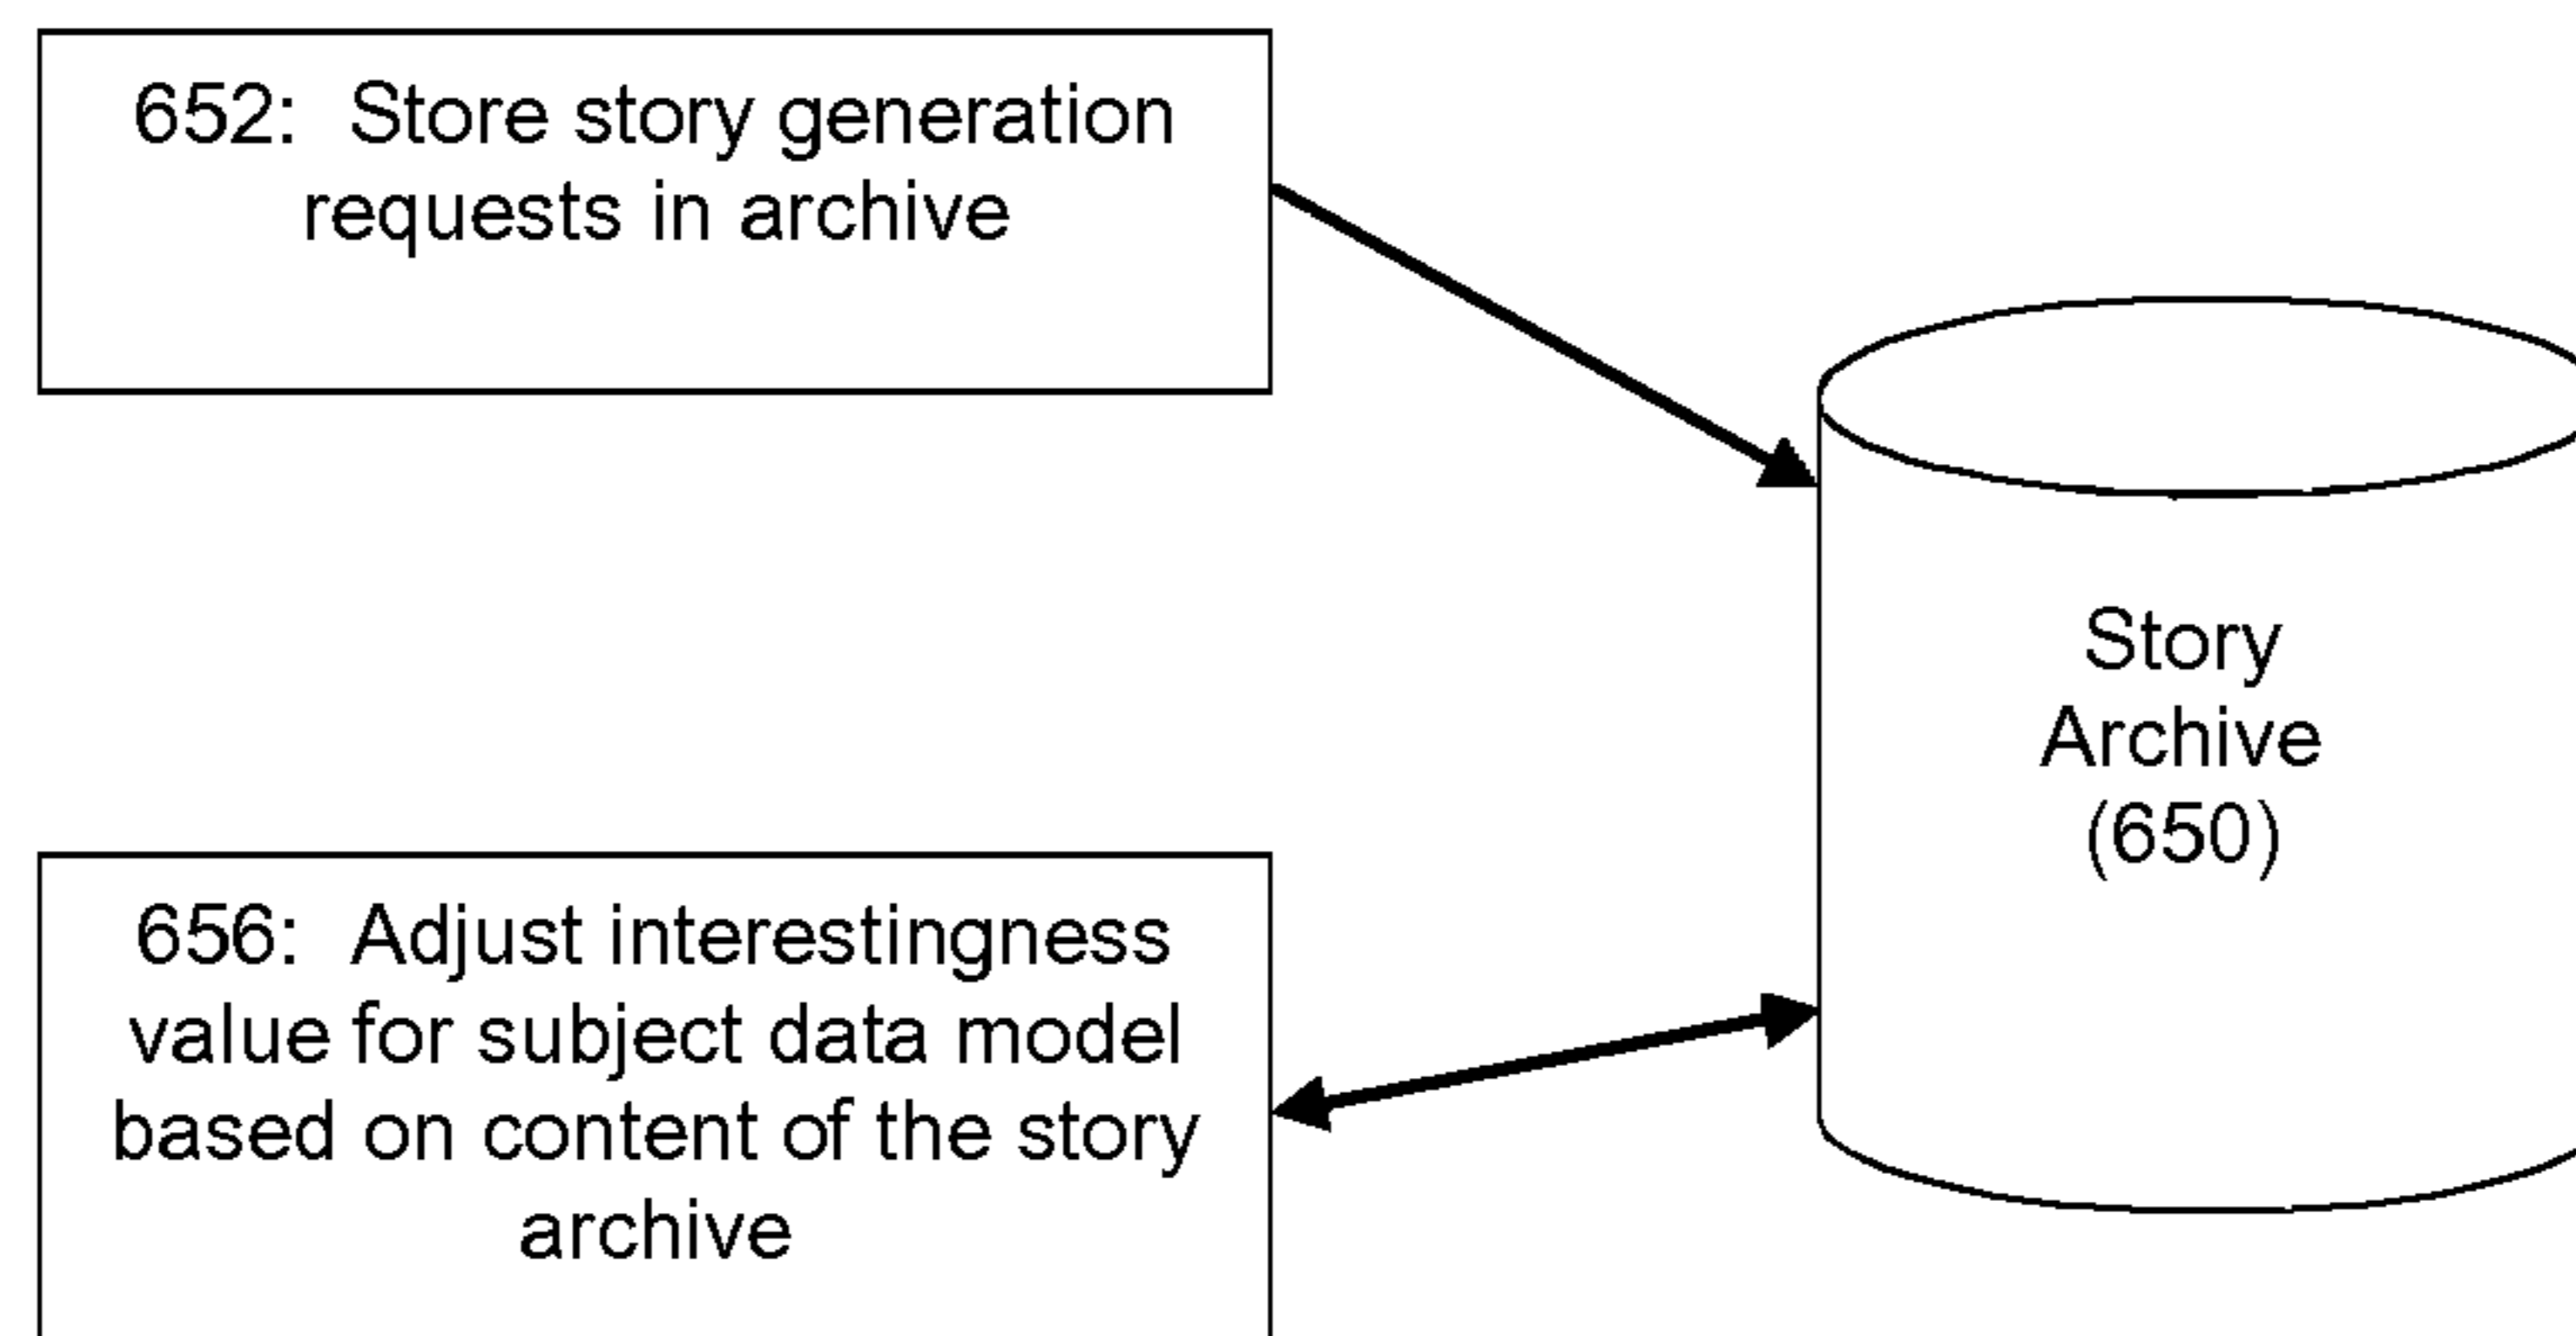 652: Store story generation
requests in archive
Story
Archive
(650)
656: Adjust interestingness
value for subject data model
based on content of the story
archive